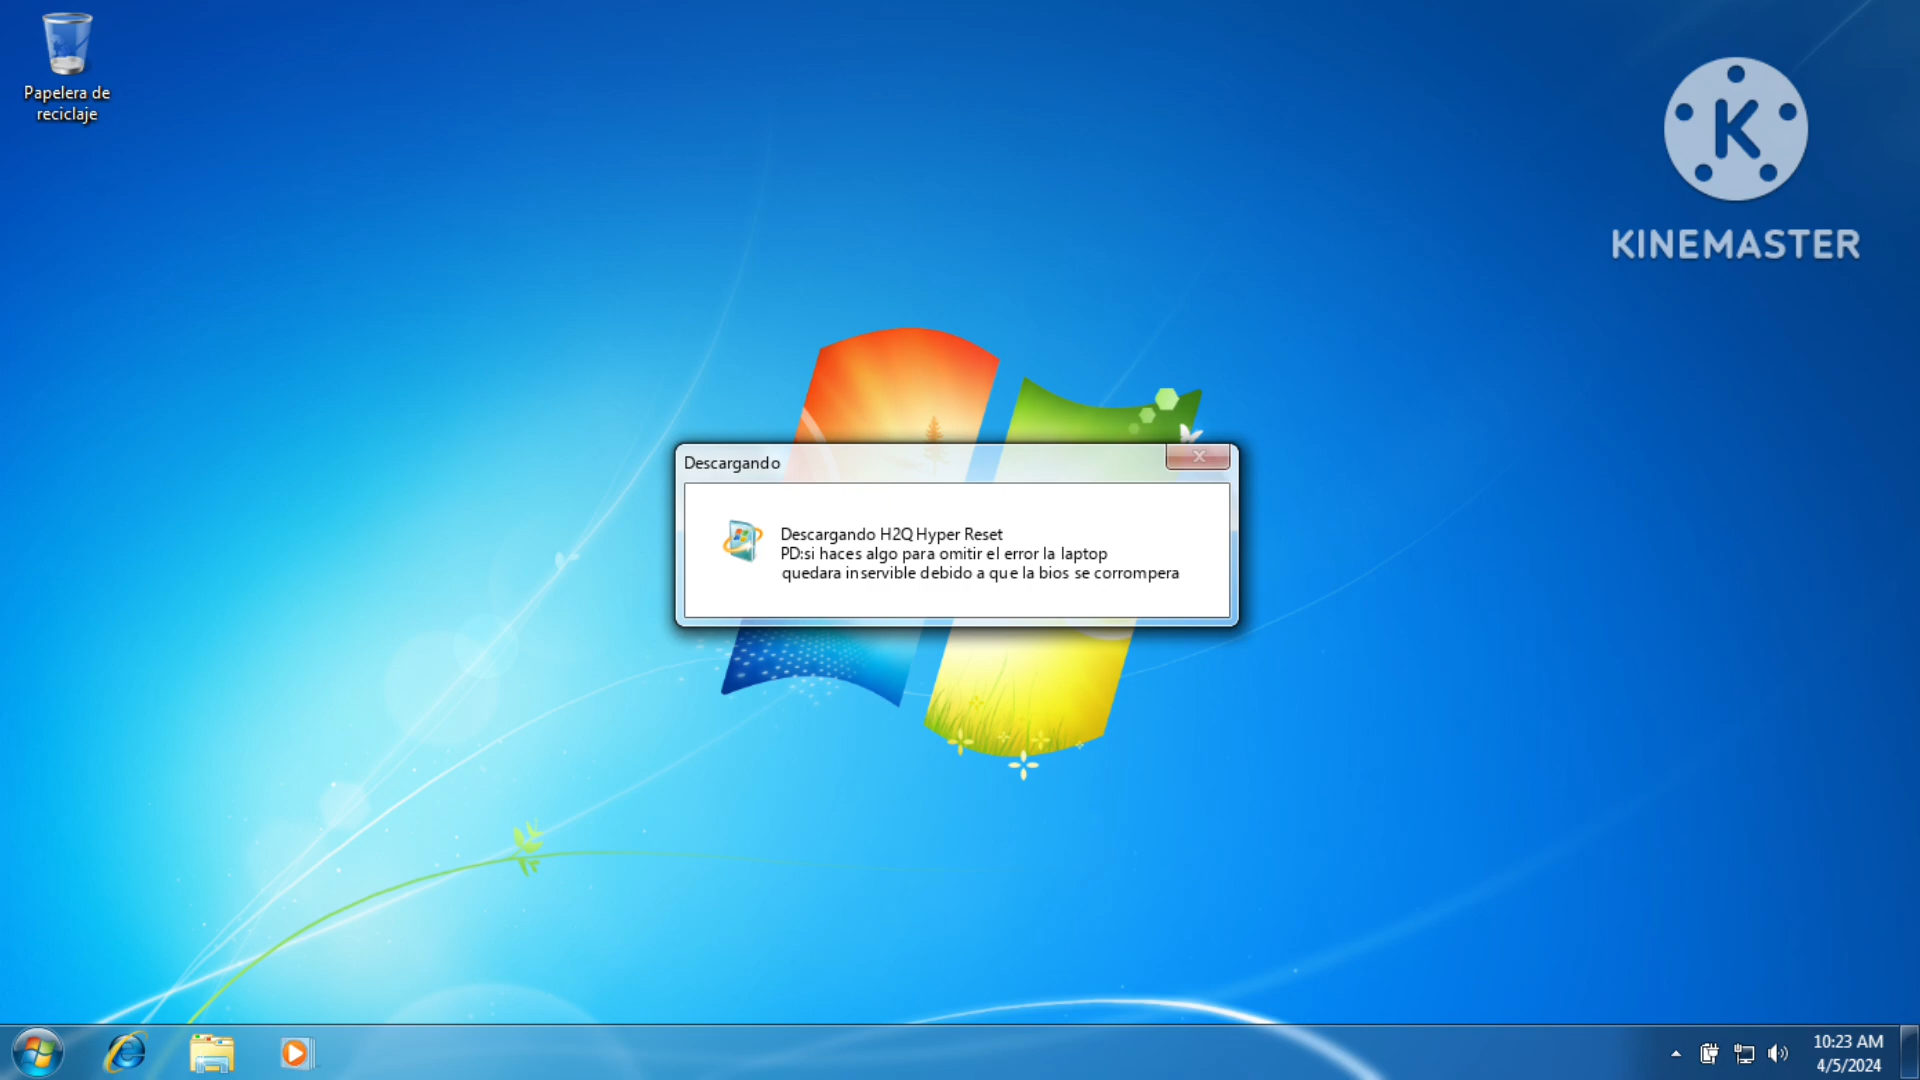 Papelera de
reciclaje
K
KINEMASTER
Descargando
Descargando H2Q Hyper Reset
PD:si haces algo para omitir el error la laptop
quedara inservible debido a que la bios se corrompera
10:23 AM
4/5/2024